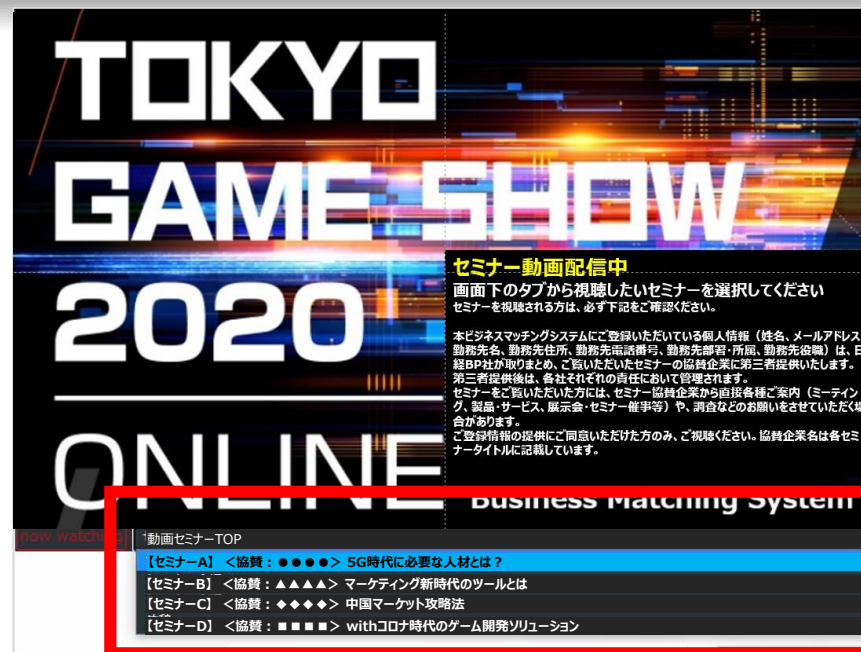 TOKYO
GAME SHOW
2020
ONLINE
セミナー動画配信中
画面下のタブから視聴したいセミナーを選択してください
セミナーを視聴される方は、必ず下記をご確認ください。
本ビジネスマッチングシステムにご登録いただいている個人情報（姓名、メールアドレス
勤務先名、勤務先住所、勤務先電話番号、勤務先部署・所属、勤務先役職）は、日
経BP社が取りまとめ、ご覧いただいたセミナーの協賛企業に第三者提供いたします。
第三者提供後は、各社それぞれの責任において管理されます。
セミナーをご覧いただいた方には、セミナー協賛企業から直接各種ご案内（ミーティン
グ、製品・サービス、展示会・セミナー催事等）や、調査などのお願いをさせていただく場
合があります。
ご登録情報の提供にご同意いただけた方のみ、ご視聴ください。協賛企業名は各セミ
ナータイトルに記載しています。
Business Matching System
[now watching]
動画セミナーTOP
【セミナーA】 ＜協賛：●●●●＞ 5G時代に必要な人材とは？
【セミナーB】 ＜協賛：▲▲▲▲＞ マーケティング新時代のツールとは
【セミナーC】 ＜協賛：◆◆◆◆＞ 中国マーケット攻略法
【セミナーD】 ＜協賛：■■■■＞ withコロナ時代のゲーム開発ソリューション